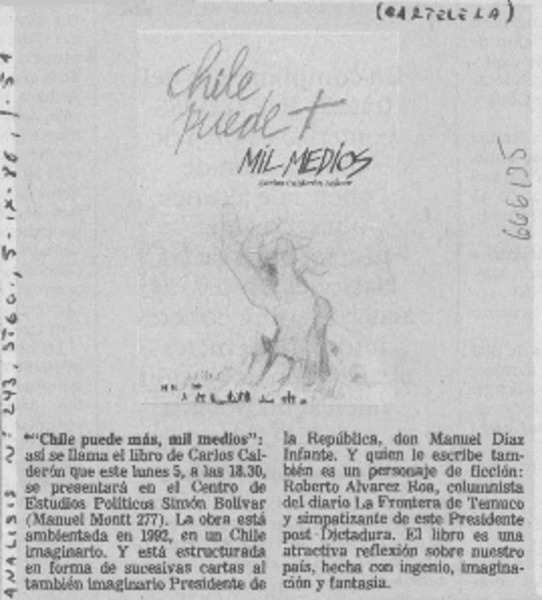 (CARTELERA)
chile
puede +
MIL MEDIOS
Carlos Calderón Azócar
666135
ANALISIS N° 243, STGO., 5-IX-88, p. 59
"Chile puede más, mil medios":
así se llama el libro de Carlos Cal-
derón que este lunes 5, a las 18.30,
se presentará en el Centro de
Estudios Políticos Simón Bolívar
(Manuel Montt 277). La obra está
ambientada en 1992, en un Chile
imaginario. Y está estructurada
en forma de sucesivas cartas al
también imaginario Presidente de
la República, don Manuel Díaz
Infante. Y quien le escribe tam-
bién es un personaje de ficción:
Roberto Alvarez Roa, columnista
del diario La Frontera de Temuco
y simpatizante de este Presidente
post Dictadura. El libro es una
atractiva reflexión sobre nuestro
país, hecha con ingenio, imagina-
ción y fantasía.